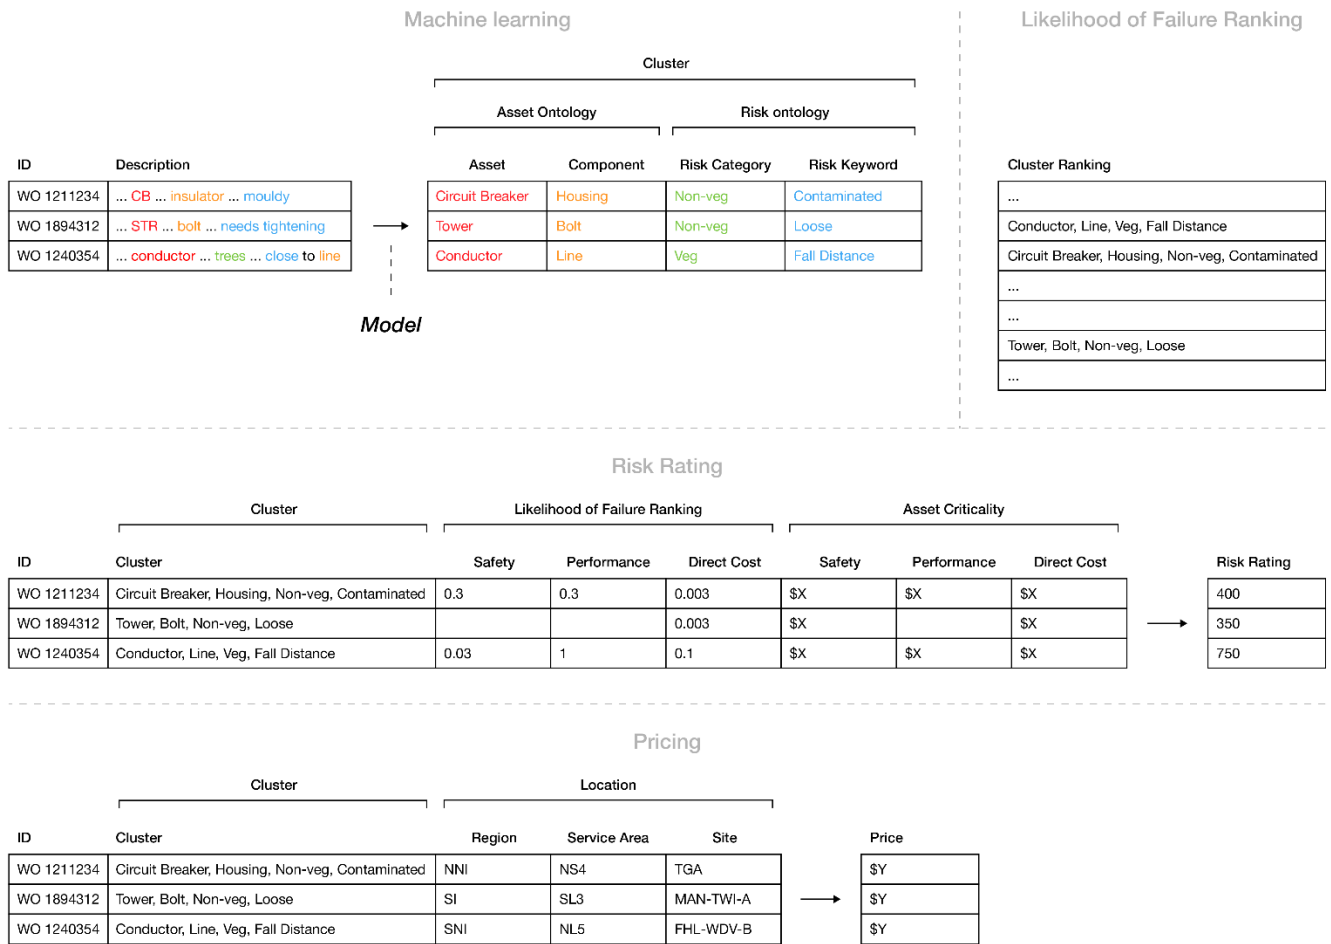 Machine learning
Likelihood of Failure Ranking
Cluster
Asset Ontology Risk ontology
ID Description Asset Component Risk Category Risk Keyword Cluster Ranking
WO 1211234 ... CB ... insulator ... mouldy Circuit Breaker Housing Non-veg Contaminated ...
WO 1894312 ... STR ... bolt ... needs tightening Tower Bolt Non-veg Loose Conductor, Line, Veg, Fall Distance
WO 1240354 ... conductor ... trees ... close to line Conductor Line Veg Fall Distance Circuit Breaker, Housing, Non-veg, Contaminated
...
...
Model
Tower, Bolt, Non-veg, Loose
...
Risk Rating
Cluster Likelihood of Failure Ranking Asset Criticality
ID Cluster Safety Performance Direct Cost Safety Performance Direct Cost Risk Rating
WO 1211234 Circuit Breaker, Housing, Non-veg, Contaminated 0.3 0.3 0.003 $X $X $X 400
WO 1894312 Tower, Bolt, Non-veg, Loose 0.003 $X $X 350
WO 1240354 Conductor, Line, Veg, Fall Distance 0.03 1 0.1 $X $X $X 750
Pricing
Cluster Location
ID Cluster Region Service Area Site Price
WO 1211234 Circuit Breaker, Housing, Non-veg, Contaminated NNI NS4 TGA $Y
WO 1894312 Tower, Bolt, Non-veg, Loose SI SL3 MAN-TWI-A $Y
WO 1240354 Conductor, Line, Veg, Fall Distance SNI NL5 FHL-WDV-B $Y